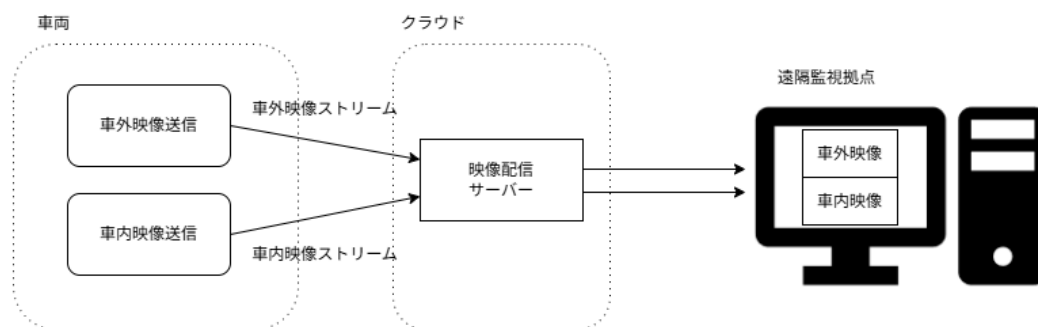 車両
クラウド
遠隔監視拠点
車外映像送信
車外映像ストリーム
映像配信
サーバー
車外映像
車内映像
車内映像送信
車内映像ストリーム